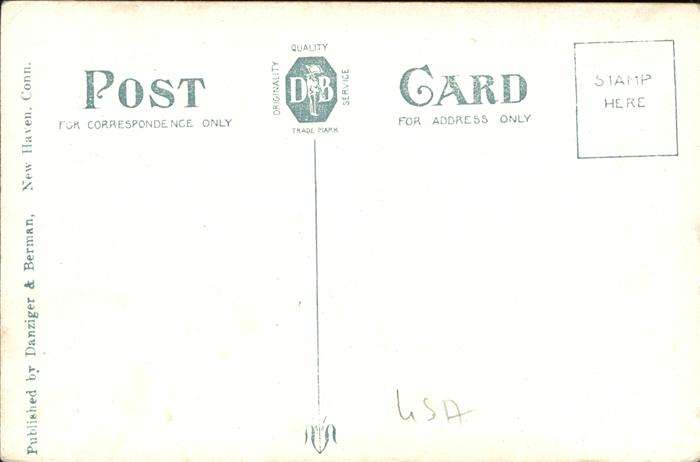 POST
FOR CORRESPONDENCE ONLY
QUALITY
ORIGINALITY
D B
SERVICE
TRADE MARK
CARD
FOR ADDRESS ONLY
STAMP
HERE
Published by Danziger & Berman, New Haven, Conn.
USA